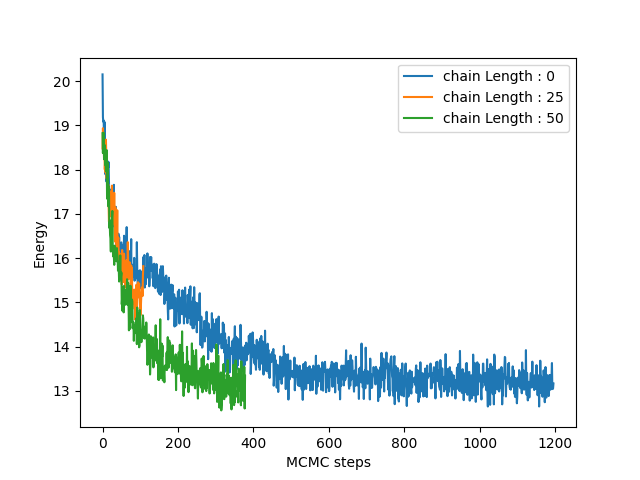 chain Length : 0
chain Length : 25
chain Length : 50
20
19
18
17
16
15
14
13
Energy
0 200 400 600 800 1000 1200
MCMC steps